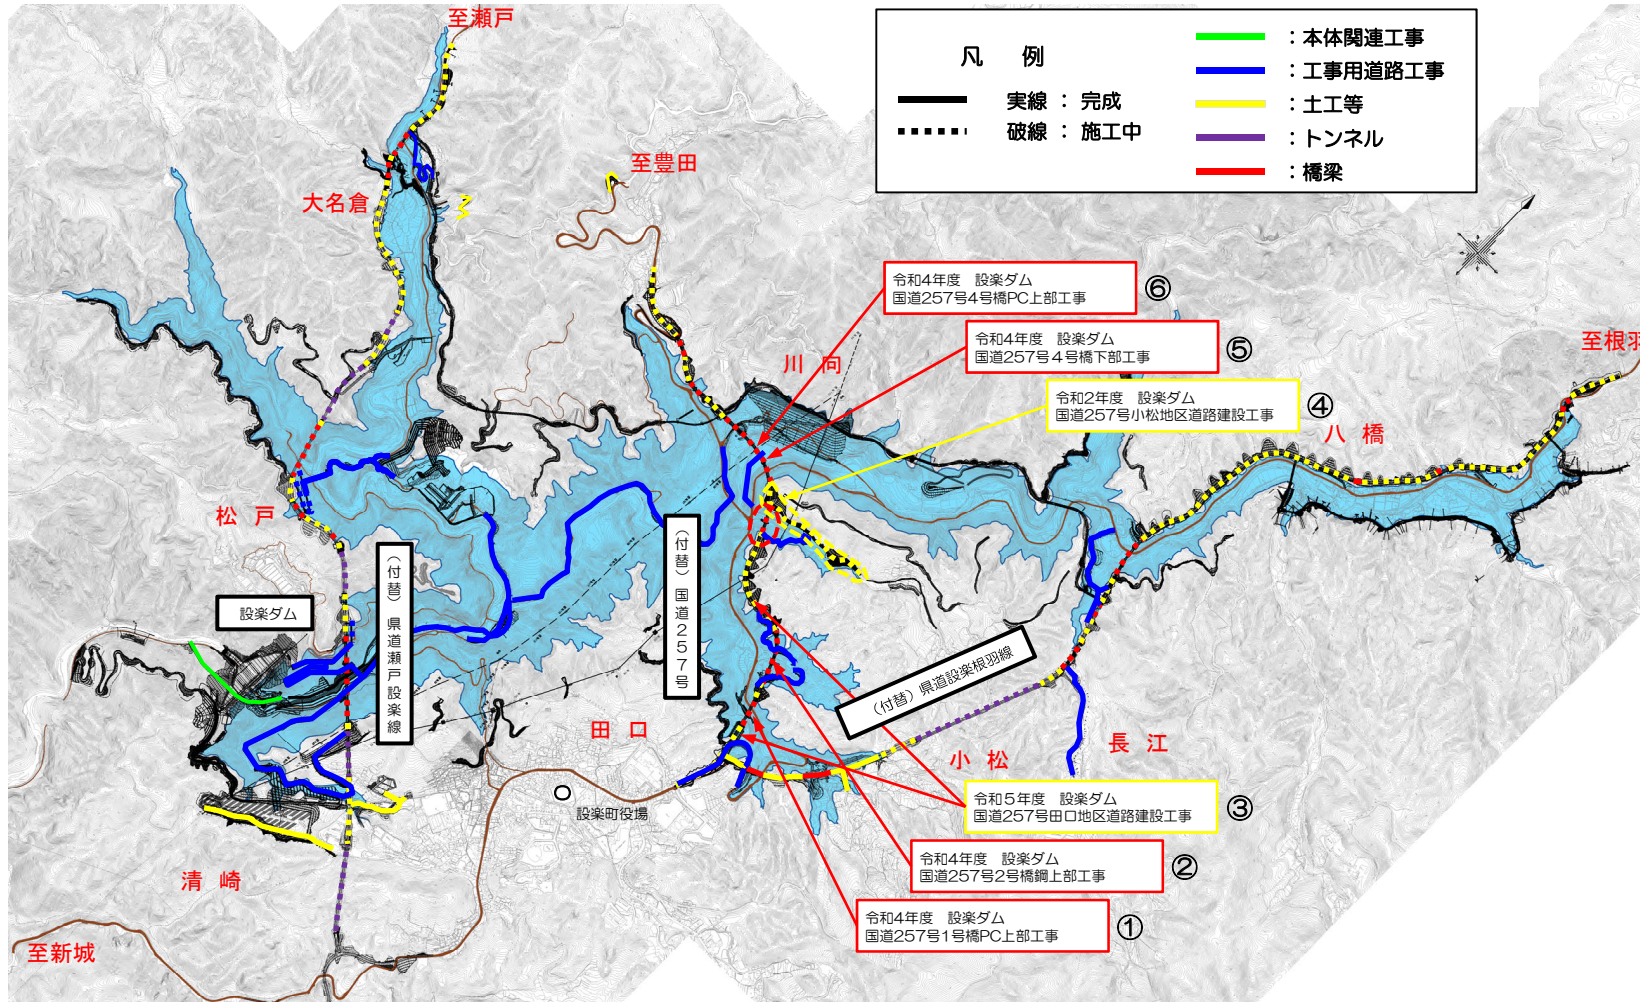 至瀬戸
凡　例
実線 ： 完成
破線 ： 施工中
：本体関連工事
：工事用道路工事
：土工等
：トンネル
：橋梁
至豊田
大名倉
令和4年度　設楽ダム
国道257号4号橋PC上部工事
⑥
令和4年度　設楽ダム
国道257号４号橋下部工事
⑤
川 向
至根羽
令和2年度　設楽ダム
国道257号小松地区道路建設工事
④
八 橋
松 戸
（付替）国道257号
（付替）県道瀬戸設楽線
設楽ダム
（付替）県道設楽根羽線
田 口
小 松
長 江
設楽町役場
令和５年度　設楽ダム
国道257号田口地区道路建設工事
③
令和4年度　設楽ダム
国道257号2号橋鋼上部工事
②
清 崎
令和4年度　設楽ダム
国道257号1号橋PC上部工事
①
至新城